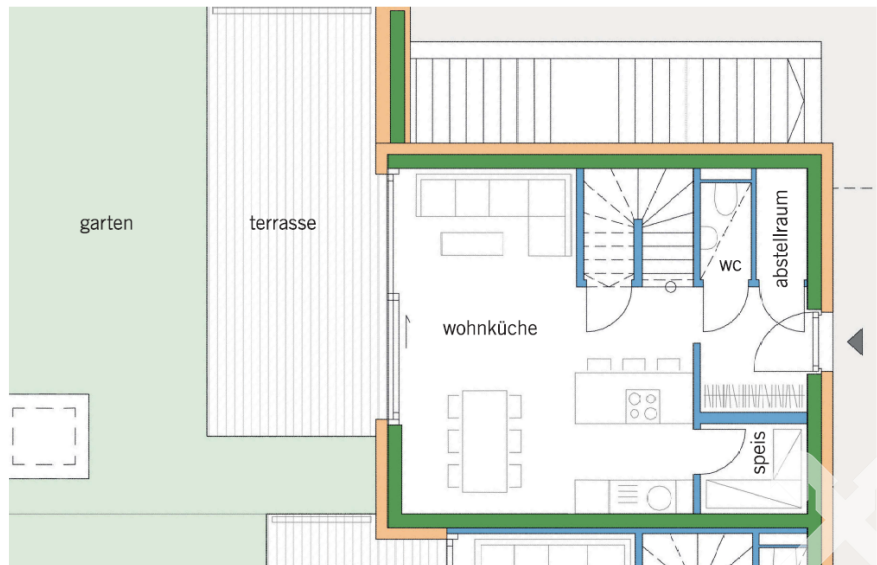 garten
terrasse
wohnküche
wc
abstellraum
speis